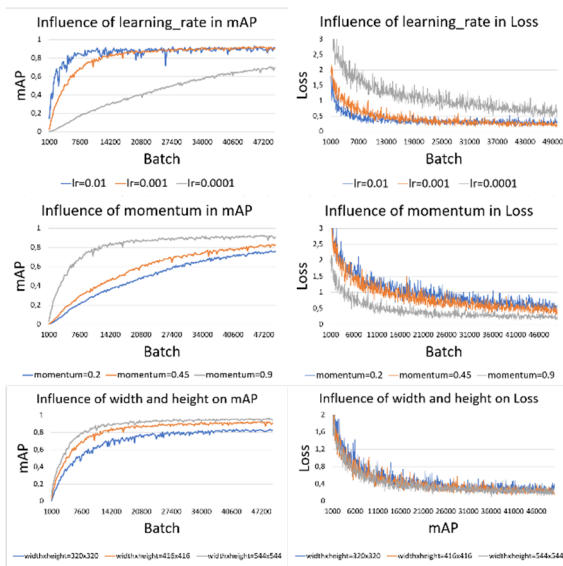 Influence of learning_rate in mAP
mAP
1
0,8
0,6
0,4
0,2
0
1000 7600 14200 20800 27400 34000 40600 47200
Batch
lr=0.01 lr=0.001 lr=0.0001
Influence of learning_rate in Loss
Loss
3
2,5
2
1,5
1
0,5
0
1000 7000 13000 19000 25000 31000 37000 43000 49000
Batch
lr=0.01 lr=0.001 lr=0.0001
Influence of momentum in mAP
mAP
1
0,8
0,6
0,4
0,2
0
1000 7600 14200 20800 27400 34000 40600 47200
Batch
momentum=0.2 momentum=0.45 momentum=0.9
Influence of momentum in Loss
Loss
3
2,5
2
1,5
1
0,5
0
1000 6000 11000 16000 21000 26000 31000 36000 41000 46000
Batch
momentum=0.2 momentum=0.45 momentum=0.9
Influence of width and height on mAP
mAP
1
0,8
0,6
0,4
0,2
0
1000 7600 14200 20800 27400 34000 40600 47200
Batch
widthxheight=320x320 widthxheight=416x416 widthxheight=544x544
Influence of width and height on Loss
Loss
2
1,6
1,2
0,8
0,4
0
1000 6000 11000 16000 21000 26000 31000 36000 41000 46000
mAP
widthxheight=320x320 widthxheight=416x416 widthxheight=544x544